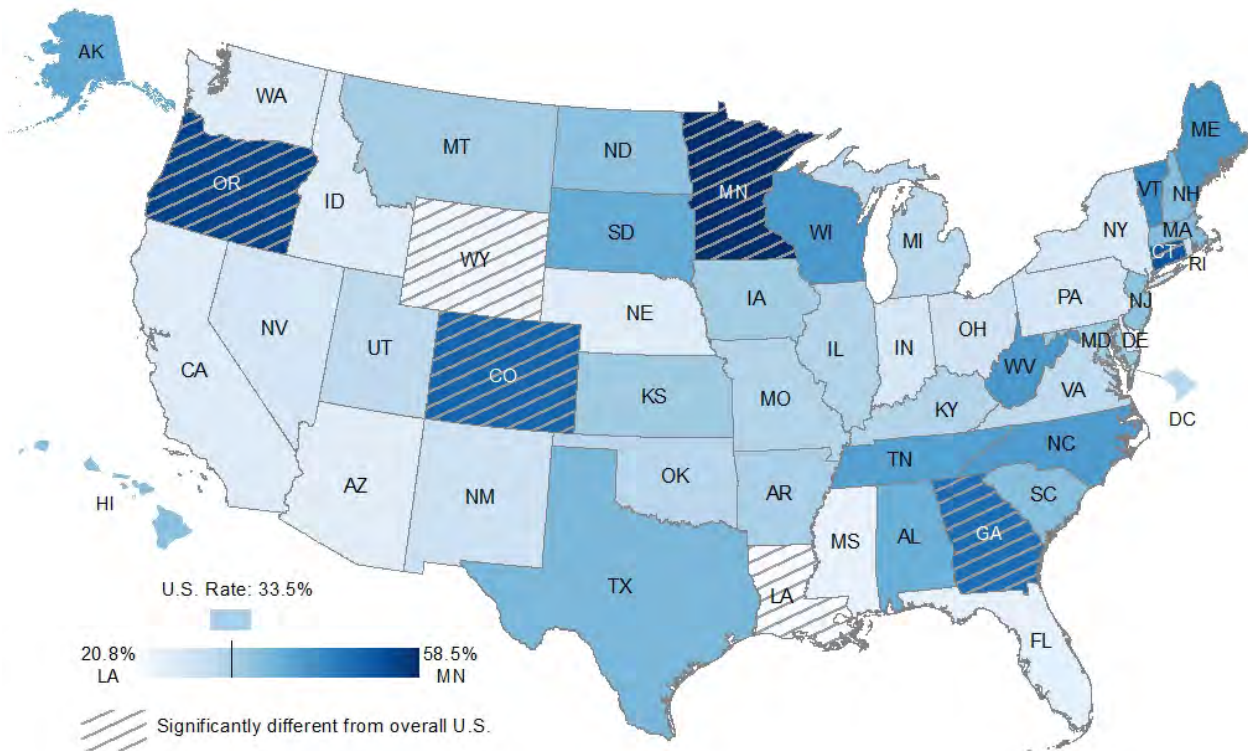 AK
WA
ME
MT
ND
VT
NH
OR
MN
ID
MA
WI
NY
SD
MI
CT
RI
WY
IA
PA
NJ
NE
NV
OH
MD
DE
IL
IN
UT
CO
WV
CA
VA
KS
MO
KY
DC
NC
TN
OK
AZ
NM
AR
SC
HI
MS
AL
GA
TX
U.S. Rate: 33.5%
LA
FL
20.8%
58.5%
LA
MN
Significantly different from overall U.S.